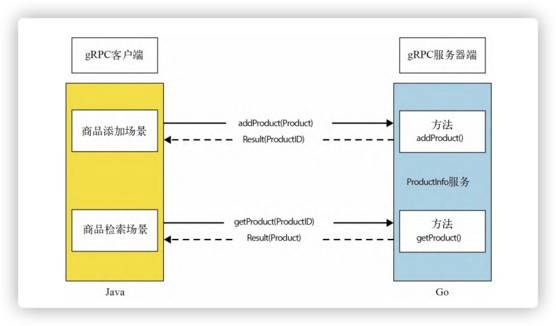 gRPC客户端
gRPC服务器端
商品添加场景
addProduct(Product)
Result(ProductID)
方法
addProduct()
ProductInfo服务
商品检索场景
getProduct(ProductID)
Result(Product)
方法
getProduct()
Java
Go